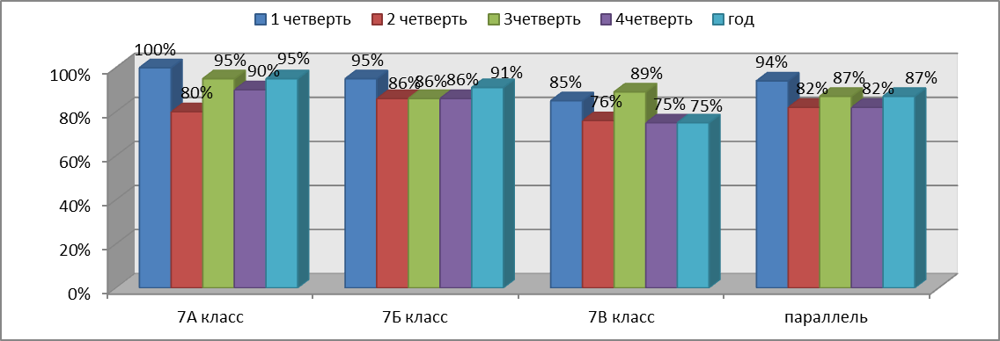 1 четверть 2 четверть 3четверть 4четверть год
100% 80% 95% 90% 95% 95% 86% 86% 86% 91% 85% 76% 89% 75% 75% 94% 82% 87% 82% 87%
100%
80%
60%
40%
20%
0%
7А класс 7Б класс 7В класс параллель